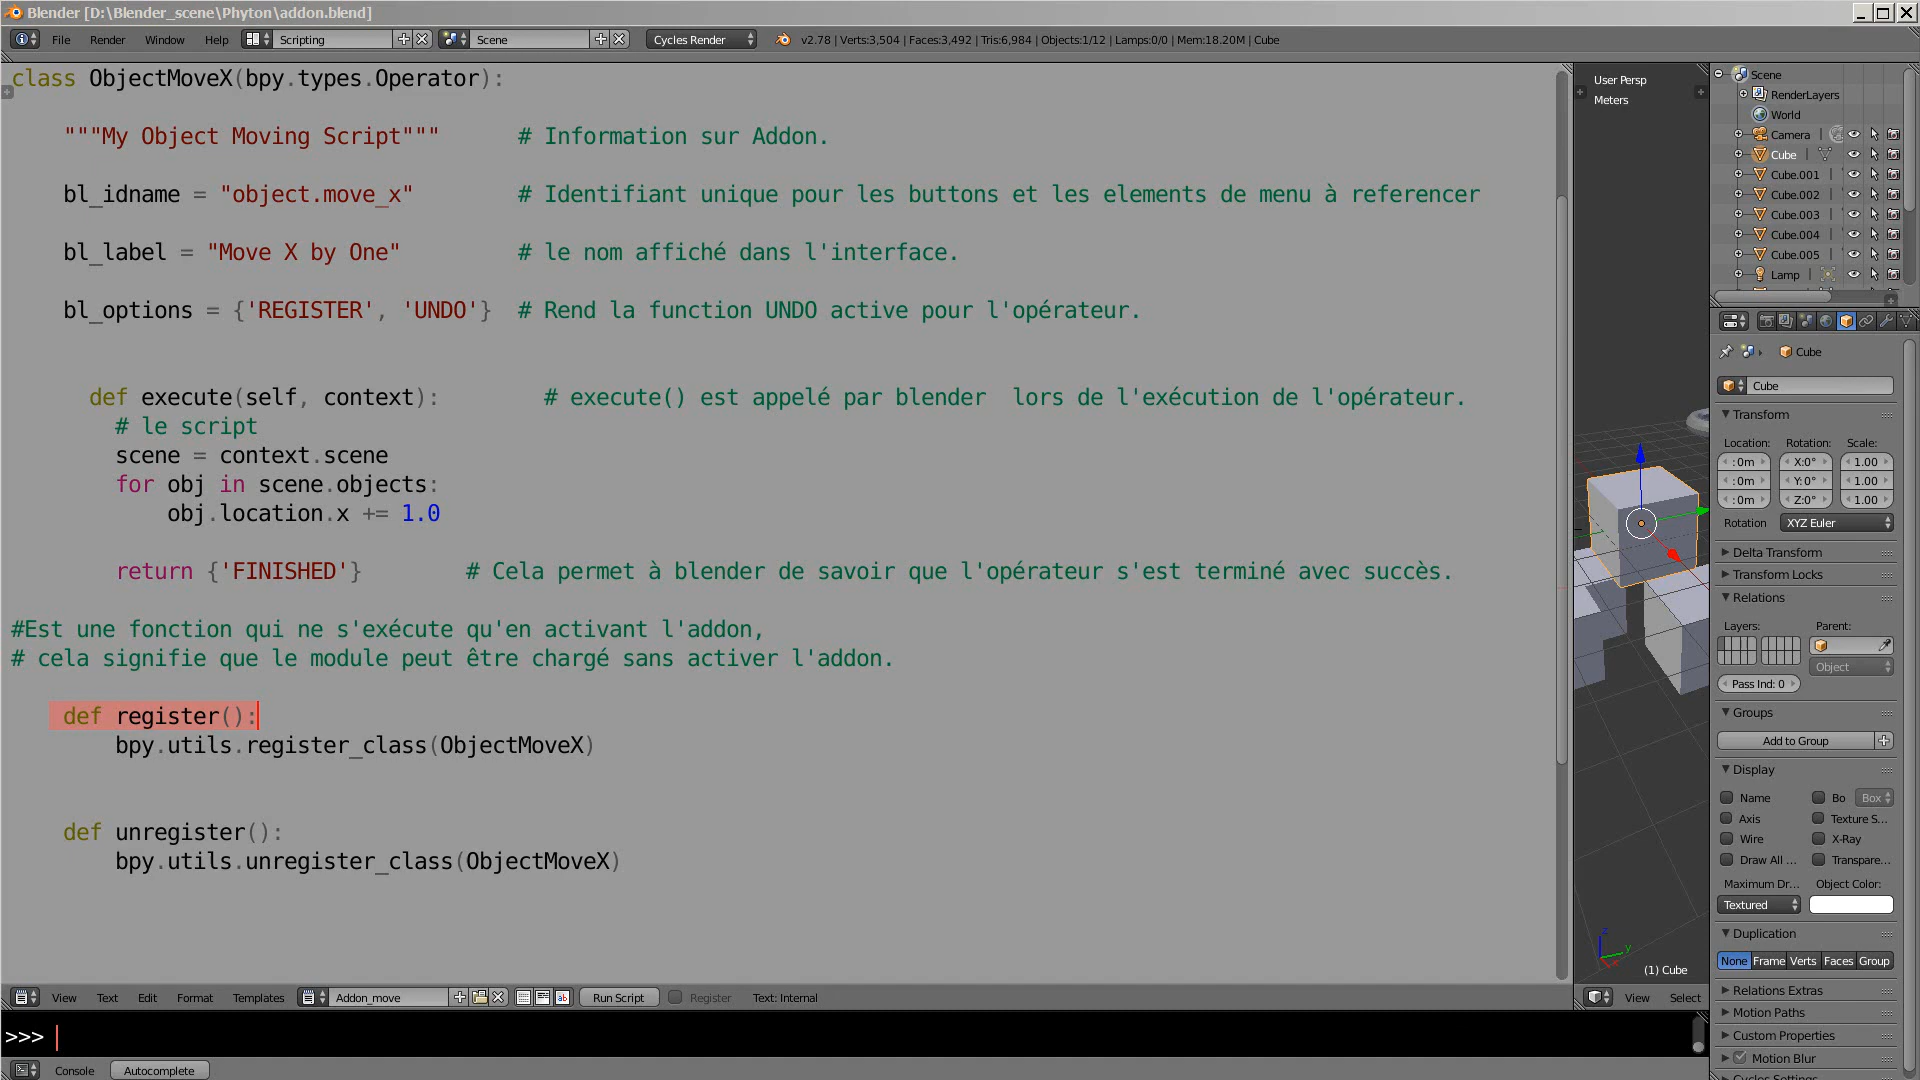 Blender [D:\Blender_scene\Phyton\addon.blend]
File Render Window Help Scripting Scene Cycles Render v2.78 | Verts:3,504 | Faces:3,492 | Tris:6,984 | Objects:1/12 | Lamps:0/0 | Mem:18.20M | Cube
class ObjectMoveX(bpy.types.Operator):
"""My Object Moving Script""" # Information sur Addon.
bl_idname = "object.move_x" # Identifiant unique pour les buttons et les elements de menu à referencer
bl_label = "Move X by One" # le nom affiché dans l'interface.
bl_options = {'REGISTER', 'UNDO'} # Rend la function UNDO active pour l'opérateur.
def execute(self, context): # execute() est appelé par blender lors de l'exécution de l'opérateur.
# le script
scene = context.scene
for obj in scene.objects:
obj.location.x += 1.0
return {'FINISHED'} # Cela permet à blender de savoir que l'opérateur s'est terminé avec succès.
#Est une fonction qui ne s'exécute qu'en activant l'addon,
# cela signifie que le module peut être chargé sans activer l'addon.
def register():
bpy.utils.register_class(ObjectMoveX)
def unregister():
bpy.utils.unregister_class(ObjectMoveX)
View Text Edit Format Templates Addon_move Run Script Register Text: Internal
>>>
Console Autocomplete
User Persp
Meters
z
y
x
(1) Cube
View Select
Scene
RenderLayers
World
Camera
Cube
Cube.001
Cube.002
Cube.003
Cube.004
Cube.005
Lamp
Cube
Cube
Transform
Location: Rotation: Scale:
:0m X:0° 1.00
:0m Y:0° 1.00
:0m Z:0° 1.00
Rotation XYZ Euler
Delta Transform
Transform Locks
Relations
Layers: Parent:
Object
Pass Ind: 0
Groups
Add to Group
Display
Name Bo Box
Axis Texture S...
Wire X-Ray
Draw All ... Transpare...
Maximum Dr... Object Color:
Textured
Duplication
None Frame Verts Faces Group
Relations Extras
Motion Paths
Custom Properties
Motion Blur
Cycles Settings